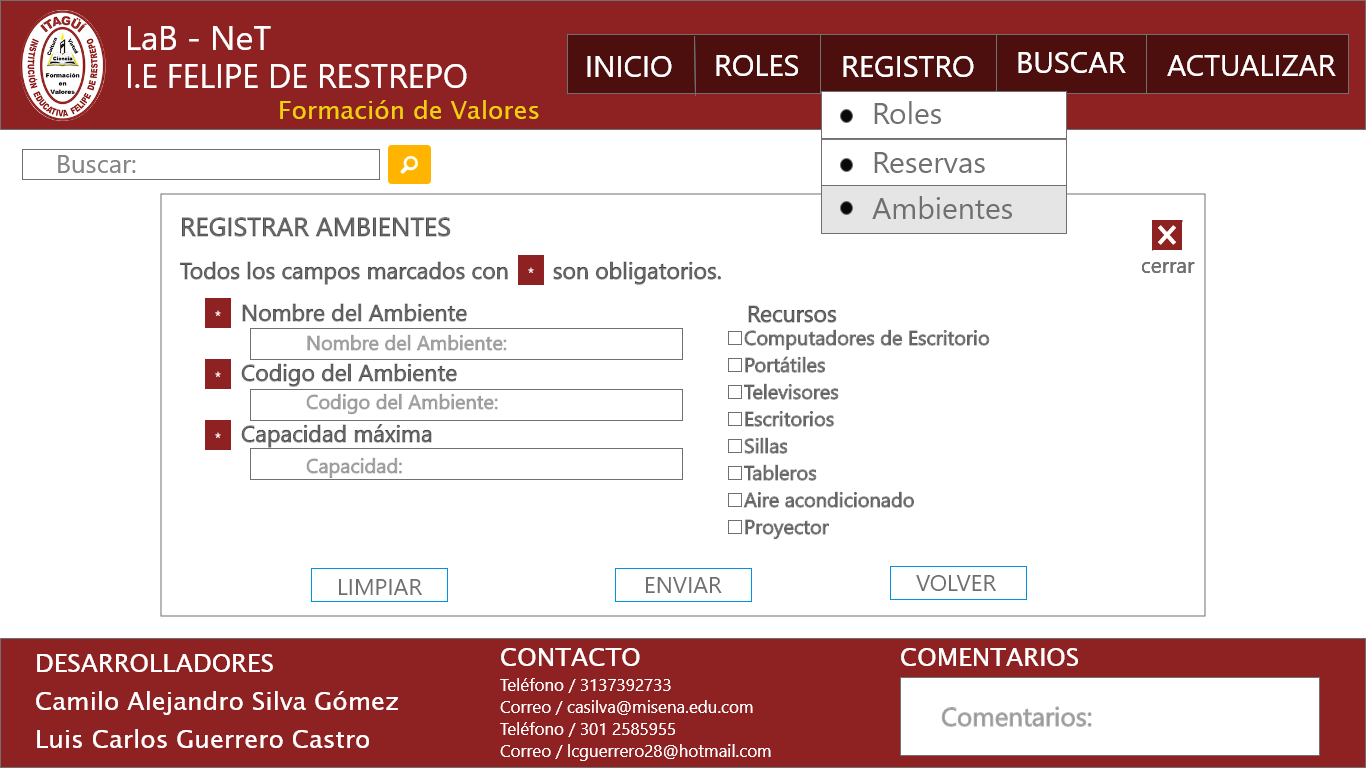 ITAGÜÍ
INSTITUCIÓN EDUCATIVA FELIPE DE RESTREPO
Ciencia
Formación
en
Valores
LaB - NeT
I.E FELIPE DE RESTREPO
Formación de Valores
INICIO
ROLES
REGISTRO
BUSCAR
ACTUALIZAR
Roles
Reservas
Ambientes
Buscar:
REGISTRAR AMBIENTES
cerrar
Todos los campos marcados con * son obligatorios.
* Nombre del Ambiente
Nombre del Ambiente:
* Codigo del Ambiente
Codigo del Ambiente:
* Capacidad máxima
Capacidad:
Recursos
Computadores de Escritorio
Portátiles
Televisores
Escritorios
Sillas
Tableros
Aire acondicionado
Proyector
LIMPIAR
ENVIAR
VOLVER
DESARROLLADORES
Camilo Alejandro Silva Gómez
Luis Carlos Guerrero Castro
CONTACTO
Teléfono / 3137392733
Correo / casilva@misena.edu.com
Teléfono / 301 2585955
Correo / lcguerrero28@hotmail.com
COMENTARIOS
Comentarios: